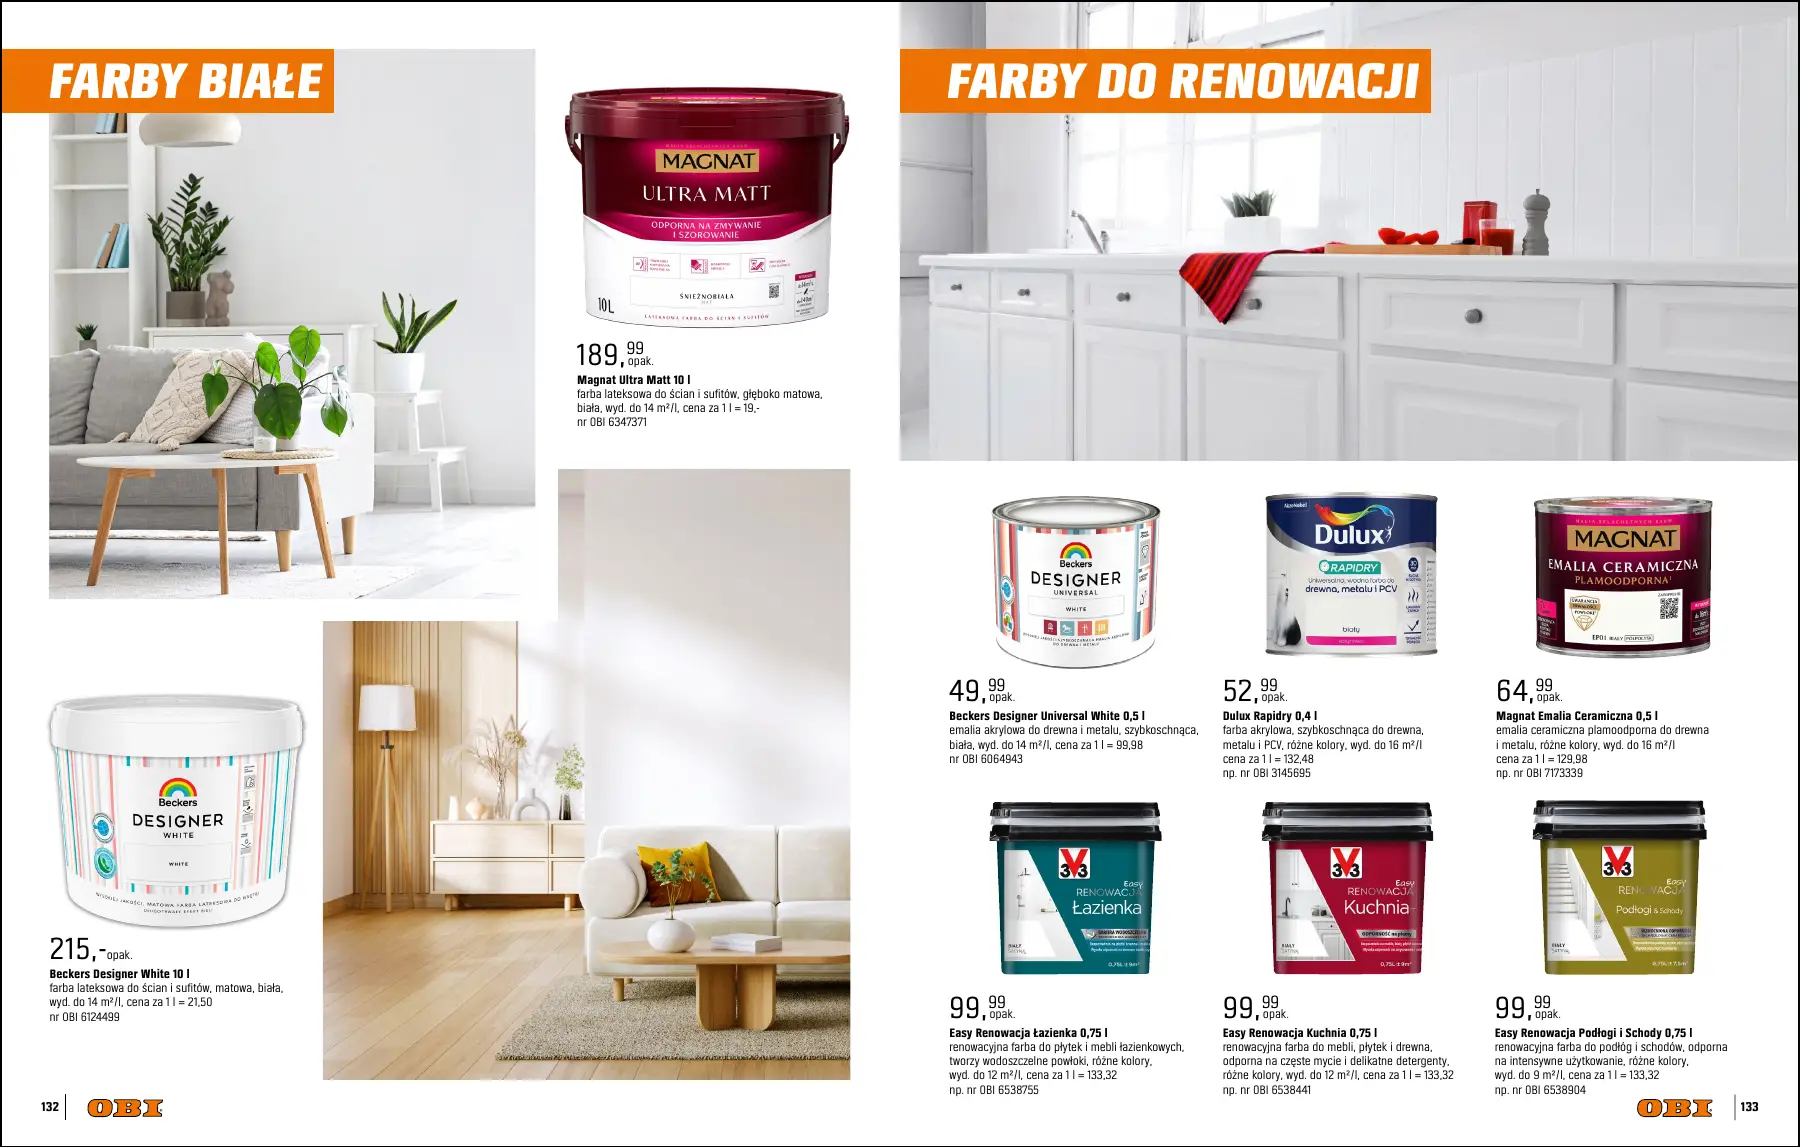 FARBY BIAŁE
MAGNAT
ULTRA MATT
ODPORNA NA ZMYWANIE
I SZOROWANIE
ŚNIEŻNOBIAŁA
MAT
10L
LATEKSOWA FARBA DO ŚCIAN I SUFITÓW
189,99
opak.
Magnat Ultra Matt 10 l
farba lateksowa do ścian i sufitów, głęboko matowa,
biała, wyd. do 14 m²/l, cena za 1 l = 19,-
nr OBI 6347371
Beckers
DESIGNER
WHITE
WHITE
WYSOKIEJ JAKOŚCI, MATOWA FARBA LATEKSOWA DO WNĘTRZ
DŁUGOTRWAŁY EFEKT BIELI
215,-opak.
Beckers Designer White 10 l
farba lateksowa do ścian i sufitów, matowa, biała,
wyd. do 14 m²/l, cena za 1 l = 21,50
nr OBI 6124499
132
OBI
FARBY DO RENOWACJI
Beckers
DESIGNER
UNIVERSAL
WHITE
49,99
opak.
Beckers Designer Universal White 0,5 l
emalia akrylowa do drewna i metalu, szybkoschnąca,
biała, wyd. do 14 m²/l, cena za 1 l = 99,98
nr OBI 6064943
AkzoNobel
Dulux
RAPIDRY
Uniwersalna, wodna farba do
drewna, metalu i PCV
biały
52,99
opak.
Dulux Rapidry 0,4 l
farba akrylowa, szybkoschnąca do drewna,
metalu i PCV, różne kolory, wyd. do 16 m²/l
cena za 1 l = 132,48
np. nr OBI 3145695
MAGNAT
EMALIA CERAMICZNA
PLAMOODPORNA
GWARANCJA
TRWAŁOŚCI
POWŁOKI
EP01 BIAŁY PÓŁPOŁYSK
64,99
opak.
Magnat Emalia Ceramiczna 0,5 l
emalia ceramiczna plamoodporna do drewna
i metalu, różne kolory, wyd. do 16 m²/l
cena za 1 l = 129,98
np. nr OBI 7173339
V33
Easy
RENOWACJA
Łazienka
BARIERA WODOSZCZELNA
BIAŁY
SATYNA
0,75L ± 9m²
99,99
opak.
Easy Renowacja Łazienka 0,75 l
renowacyjna farba do płytek i mebli łazienkowych,
tworzy wodoszczelne powłoki, różne kolory,
wyd. do 12 m²/l, cena za 1 l = 133,32
np. nr OBI 6538755
V33
Easy
RENOWACJA
Kuchnia
ODPORNOŚĆ na plamy
BIAŁY
SATYNA
0,75L ± 9m²
99,99
opak.
Easy Renowacja Kuchnia 0,75 l
renowacyjna farba do mebli, płytek i drewna,
odporna na częste mycie i delikatne detergenty,
różne kolory, wyd. do 12 m²/l, cena za 1 l = 133,32
np. nr OBI 6538441
V33
Easy
RENOWACJA
Podłogi & Schody
BIAŁY
SATYNA
0,75L ± 7,5m²
99,99
opak.
Easy Renowacja Podłogi i Schody 0,75 l
renowacyjna farba do podłóg i schodów, odporna
na intensywne użytkowanie, różne kolory,
wyd. do 9 m²/l, cena za 1 l = 133,32
np. nr OBI 6538904
OBI
133